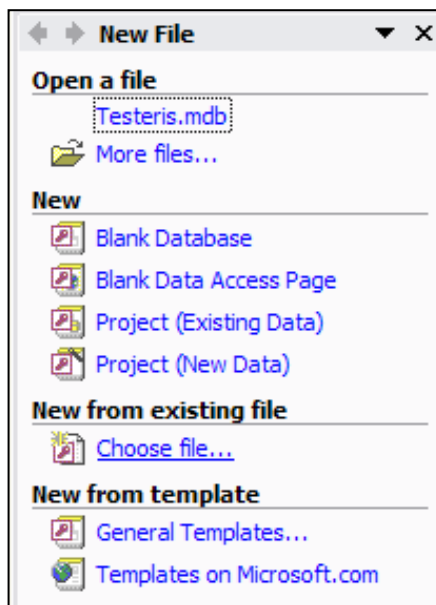 New File
Open a file
Testeris.mdb
More files...
New
Blank Database
Blank Data Access Page
Project (Existing Data)
Project (New Data)
New from existing file
Choose file...
New from template
General Templates...
Templates on Microsoft.com